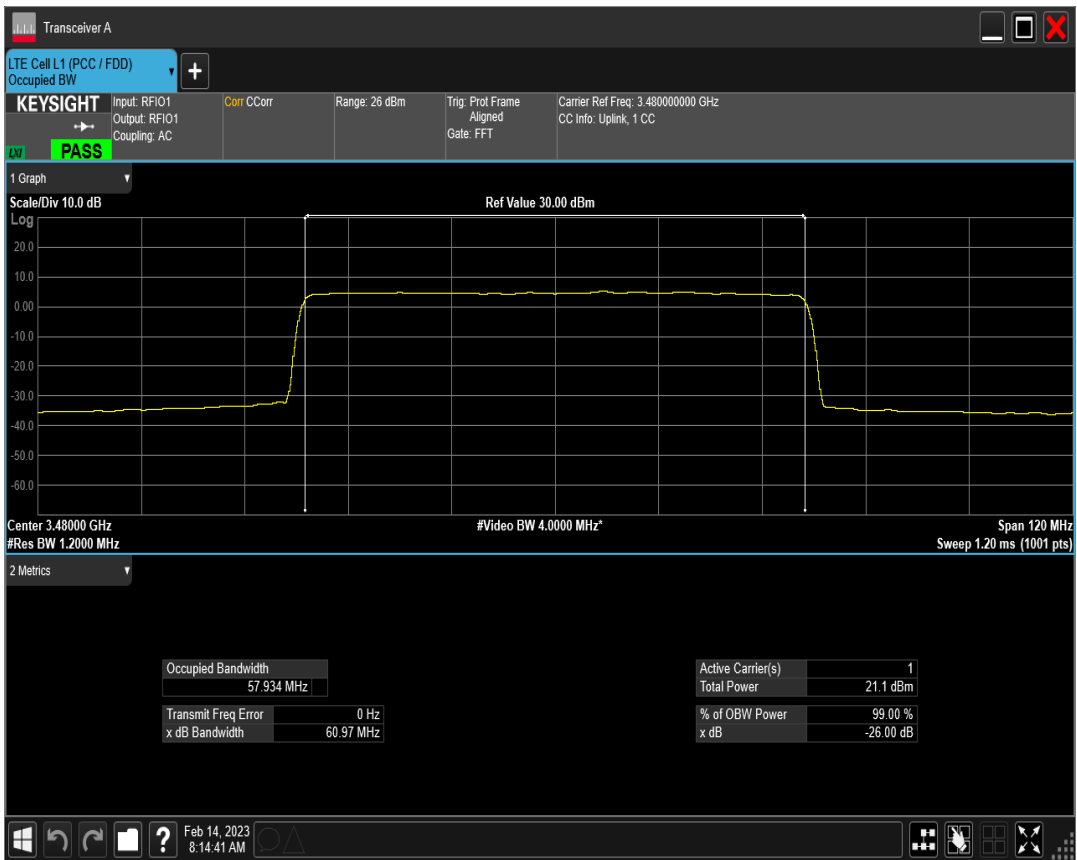 Transceiver A
LTE Cell L1 (PCC / FDD)
Occupied BW
KEYSIGHT
LXI
PASS
Input: RFIO1
Output: RFIO1
Coupling: AC
Corr CCorr
Range: 26 dBm
Trig: Prot Frame
Aligned
Gate: FFT
Carrier Ref Freq: 3.480000000 GHz
CC Info: Uplink, 1 CC
1 Graph
Scale/Div 10.0 dB
Ref Value 30.00 dBm
Log
20.0
10.0
0.00
-10.0
-20.0
-30.0
-40.0
-50.0
-60.0
Center 3.48000 GHz
#Video BW 4.0000 MHz*
Span 120 MHz
#Res BW 1.2000 MHz
Sweep 1.20 ms (1001 pts)
2 Metrics
Occupied Bandwidth
57.934 MHz
Transmit Freq Error 0 Hz
x dB Bandwidth 60.97 MHz
Active Carrier(s) 1
Total Power 21.1 dBm
% of OBW Power 99.00 %
x dB -26.00 dB
?
Feb 14, 2023
8:14:41 AM